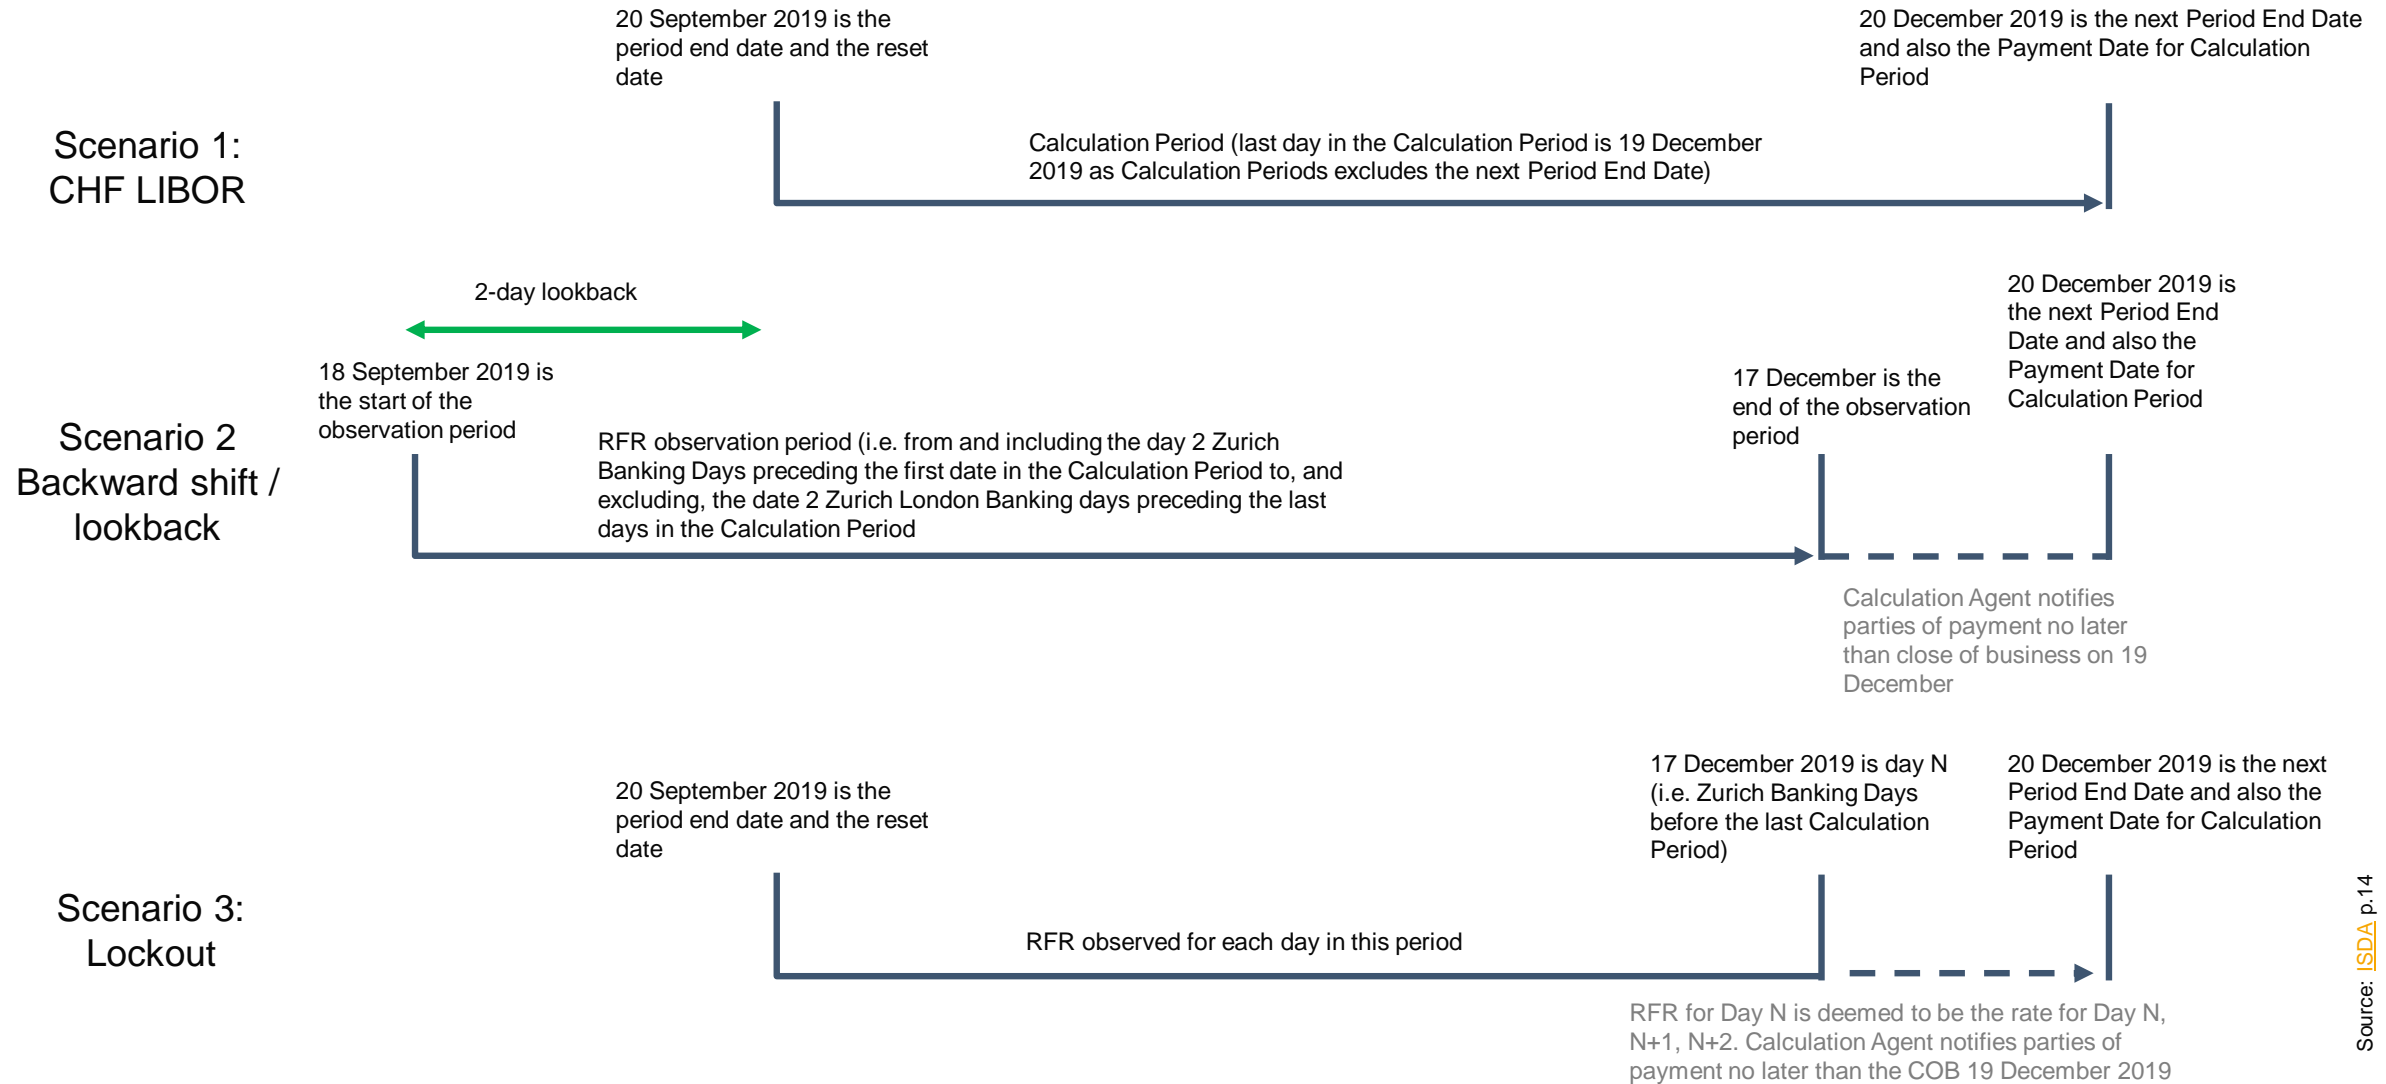 20 September 2019 is the
period end date and the reset
date
20 December 2019 is the next Period End Date
and also the Payment Date for Calculation
Period
Scenario 1:
CHF LIBOR
Calculation Period (last day in the Calculation Period is 19 December
2019 as Calculation Periods excludes the next Period End Date)
2-day lookback
18 September 2019 is
the start of the
observation period
17 December is the
end of the observation
period
20 December 2019 is
the next Period End
Date and also the
Payment Date for
Calculation Period
Scenario 2
Backward shift /
lookback
RFR observation period (i.e. from and including the day 2 Zurich
Banking Days preceding the first date in the Calculation Period to, and
excluding, the date 2 Zurich London Banking days preceding the last
days in the Calculation Period
Calculation Agent notifies
parties of payment no later
than close of business on 19
December
20 September 2019 is the
period end date and the reset
date
17 December 2019 is day N
(i.e. Zurich Banking Days
before the last Calculation
Period)
20 December 2019 is the next
Period End Date and also the
Payment Date for Calculation
Period
Scenario 3:
Lockout
RFR observed for each day in this period
RFR for Day N is deemed to be the rate for Day N,
N+1, N+2. Calculation Agent notifies parties of
payment no later than the COB 19 December 2019
Source: ISDA p.14